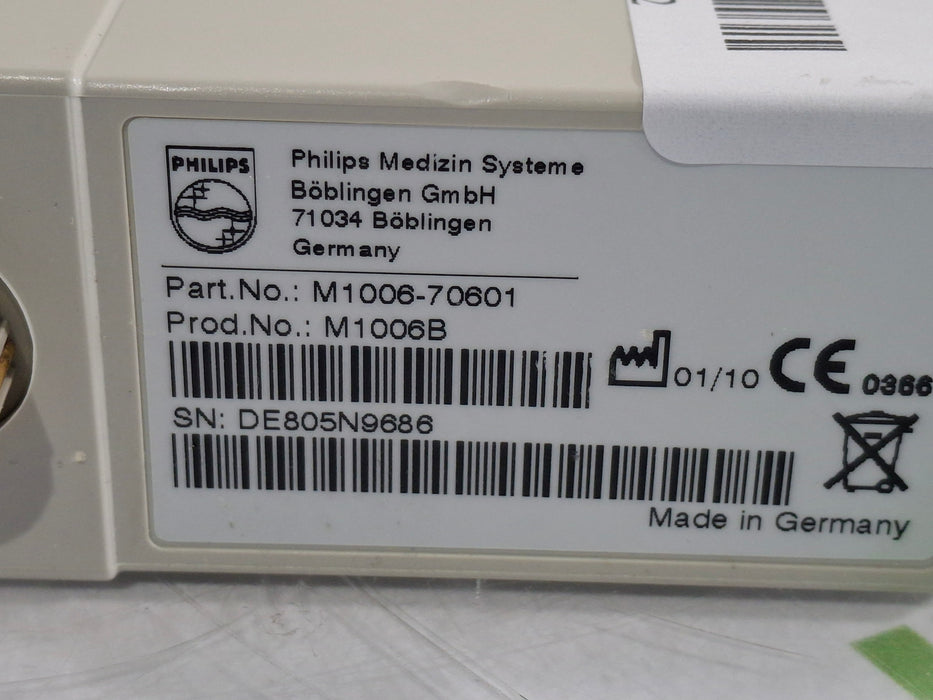 PHILIPS
Philips Medizin Systeme
Böblingen GmbH
71034 Böblingen
Germany
Part.No.: M1006-70601
Prod.No.: M1006B
01/10
CE 0366
SN: DE805N9686
Made in Germany